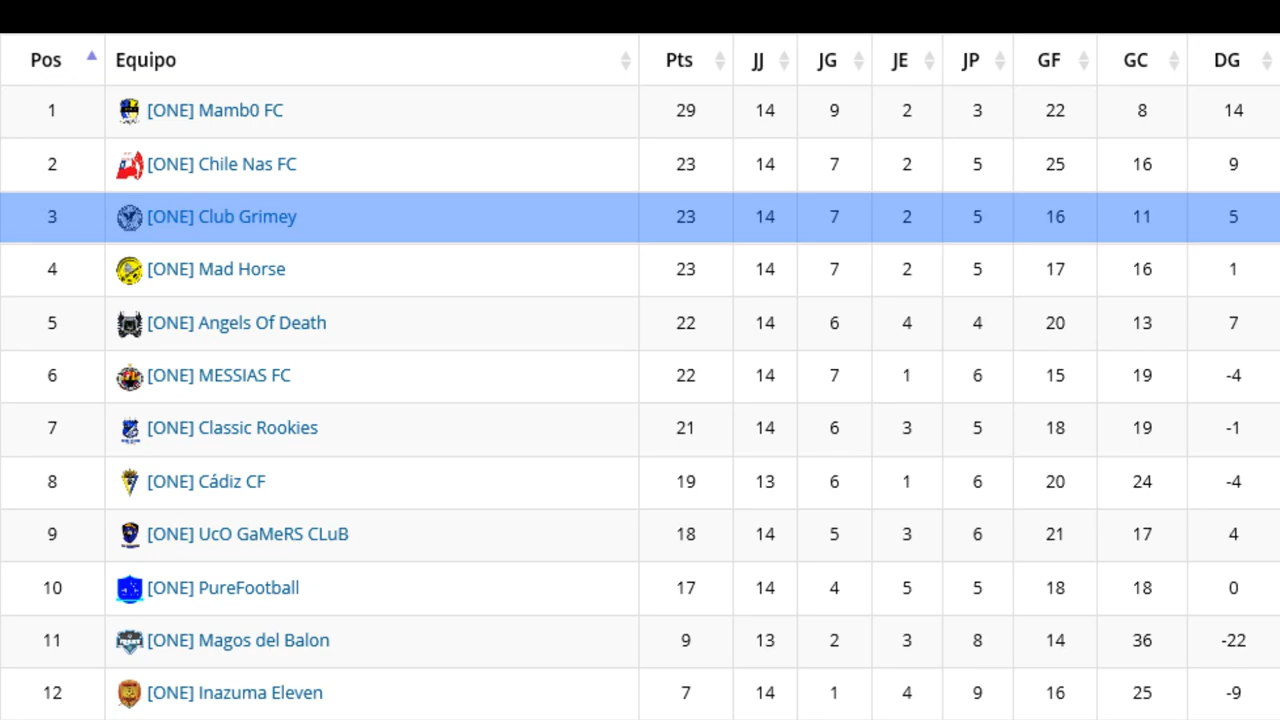 Pos Equipo Pts JJ JG JE JP GF GC DG
1 [ONE] Mamb0 FC 29 14 9 2 3 22 8 14
2 [ONE] Chile Nas FC 23 14 7 2 5 25 16 9
3 [ONE] Club Grimey 23 14 7 2 5 16 11 5
4 [ONE] Mad Horse 23 14 7 2 5 17 16 1
5 [ONE] Angels Of Death 22 14 6 4 4 20 13 7
6 [ONE] MESSIAS FC 22 14 7 1 6 15 19 -4
7 [ONE] Classic Rookies 21 14 6 3 5 18 19 -1
8 [ONE] Cádiz CF 19 13 6 1 6 20 24 -4
9 [ONE] UcO GaMeRS CLuB 18 14 5 3 6 21 17 4
10 [ONE] PureFootball 17 14 4 5 5 18 18 0
11 [ONE] Magos del Balon 9 13 2 3 8 14 36 -22
12 [ONE] Inazuma Eleven 7 14 1 4 9 16 25 -9